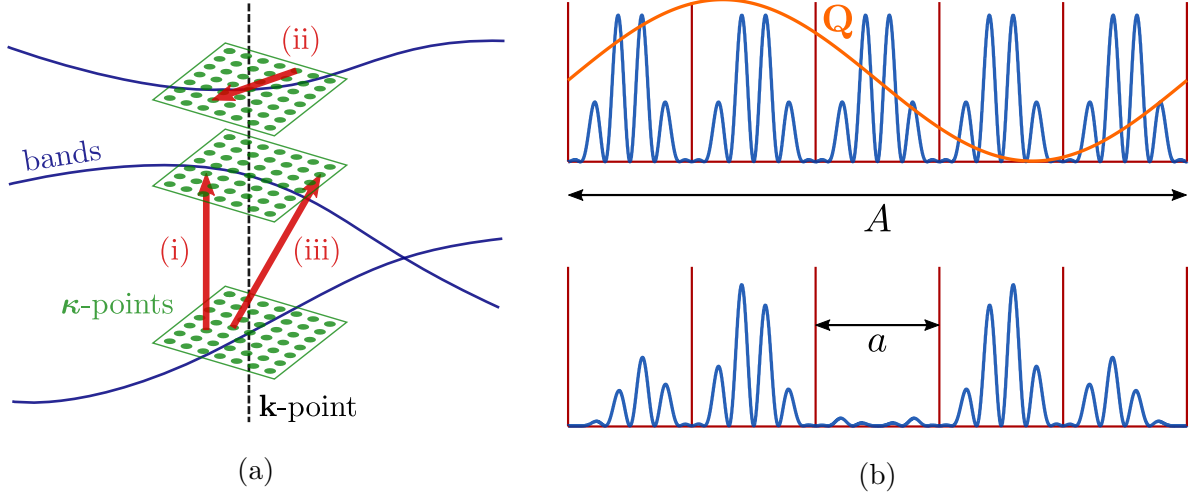 (ii)
bands
(i)
(iii)
κ-points
k-point
(a)
Q
A
a
(b)